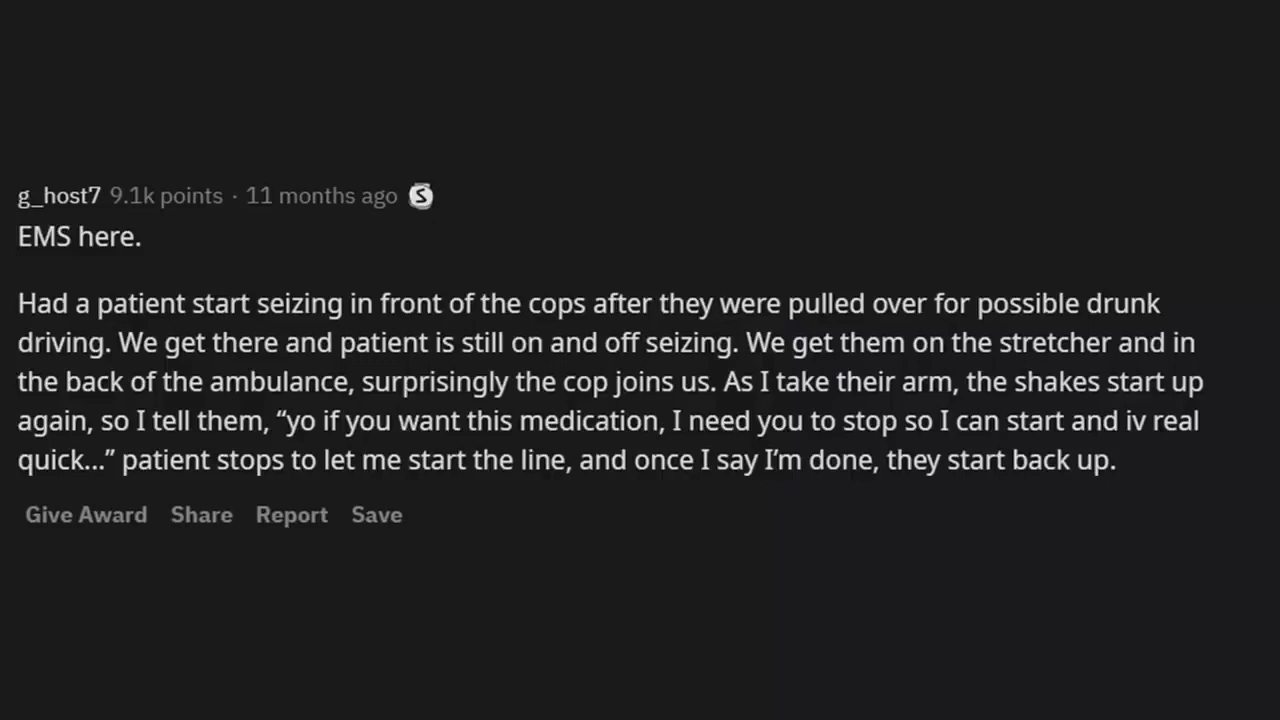 g_host7 9.1k points · 11 months ago S
EMS here.
Had a patient start seizing in front of the cops after they were pulled over for possible drunk
driving. We get there and patient is still on and off seizing. We get them on the stretcher and in
the back of the ambulance, surprisingly the cop joins us. As I take their arm, the shakes start up
again, so I tell them, “yo if you want this medication, I need you to stop so I can start and iv real
quick...” patient stops to let me start the line, and once I say I’m done, they start back up.
Give Award Share Report Save